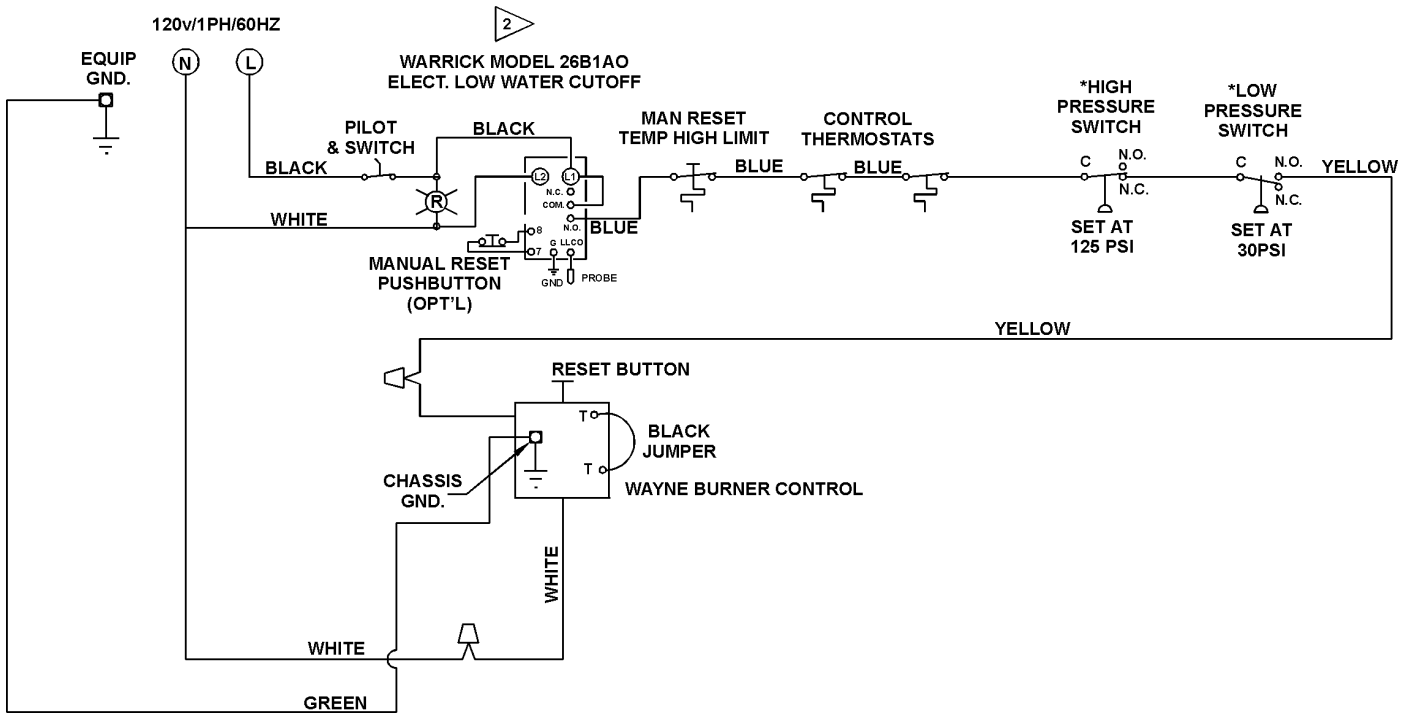 120v/1PH/60HZ
2
EQUIP
GND.
N
L
WARRICK MODEL 26B1AO
ELECT. LOW WATER CUTOFF
PILOT
& SWITCH
BLACK
BLACK
MAN RESET
TEMP HIGH LIMIT
CONTROL
THERMOSTATS
*HIGH
PRESSURE
SWITCH
*LOW
PRESSURE
SWITCH
BLUE
BLUE
C
N.O.
N.C.
C
N.O.
N.C.
YELLOW
L2
L1
N.C.
COM.
N.O.
R
WHITE
BLUE
8
7
G
LLCO
GND
PROBE
MANUAL RESET
PUSHBUTTON
(OPT'L)
SET AT
125 PSI
SET AT
30PSI
YELLOW
RESET BUTTON
T
T
BLACK
JUMPER
CHASSIS
GND.
WAYNE BURNER CONTROL
WHITE
WHITE
GREEN